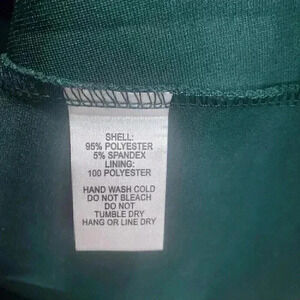 SHELL:
95% POLYESTER
5% SPANDEX
LINING:
100 POLYESTER
HAND WASH COLD
DO NOT BLEACH
DO NOT
TUMBLE DRY
HANG OR LINE DRY